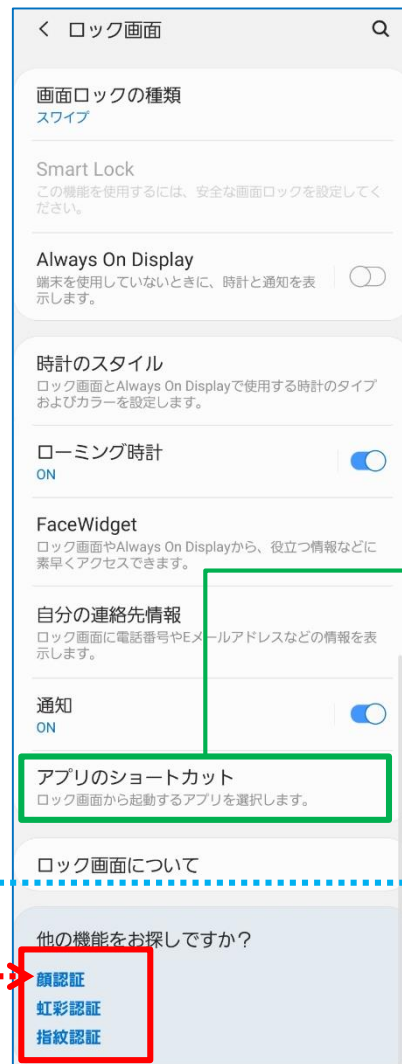 ロック画面
画面ロックの種類
スワイプ
Smart Lock
この機能を使用するには、安全な画面ロックを設定してく
ださい。
Always On Display
端末を使用していないときに、時計と通知を表
示します。
時計のスタイル
ロック画面とAlways On Displayで使用する時計のタイプ
およびカラーを設定します。
ローミング時計
ON
FaceWidget
ロック画面やAlways On Displayから、役立つ情報などに
素早くアクセスできます。
自分の連絡先情報
ロック画面に電話番号やEメールアドレスなどの情報を表
示します。
通知
ON
アプリのショートカット
ロック画面から起動するアプリを選択します。
ロック画面について
他の機能をお探しですか？
顔認証
虹彩認証
指紋認証